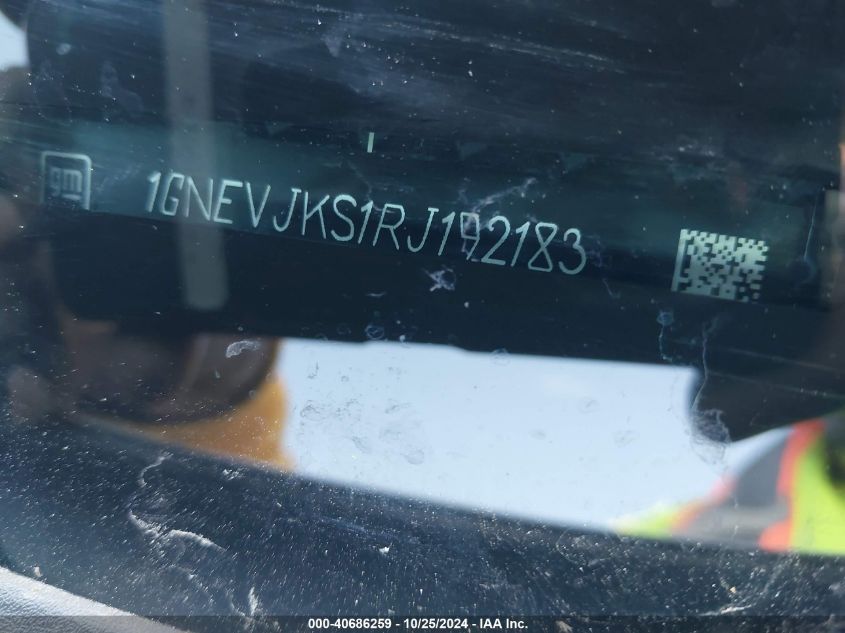 gm
1GNEVJKS1RJ192183
000-40686259 - 10/25/2024 - IAA Inc.